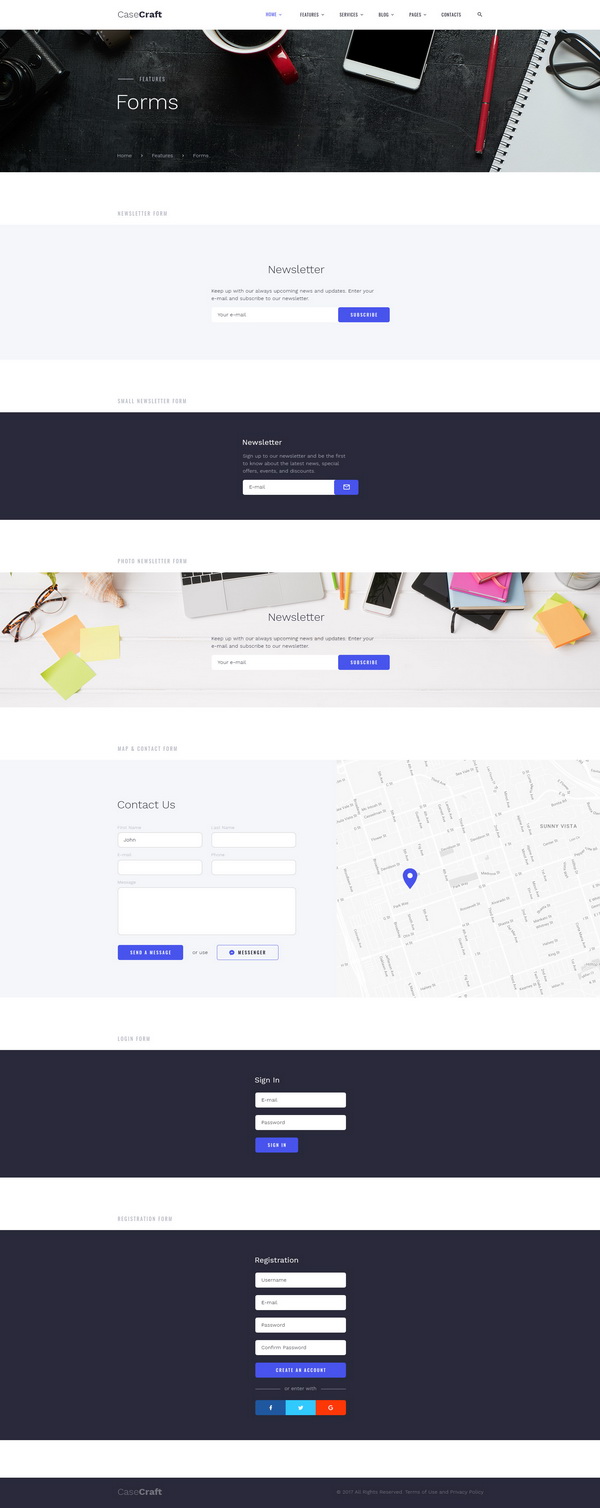 CaseCraft
HOME
FEATURES
SERVICES
BLOG
PAGES
CONTACTS
FEATURES
Forms
Home
Features
Forms
NEWSLETTER FORM
Newsletter
Keep up with our always upcoming news and updates. Enter your
e-mail and subscribe to our newsletter.
Your e-mail
SUBSCRIBE
SMALL NEWSLETTER FORM
Newsletter
Sign up to our newsletter and be the first
to know about the latest news, special
offers, events, and discounts.
E-mail
PHOTO NEWSLETTER FORM
Newsletter
Keep up with our always upcoming news and updates. Enter your
e-mail and subscribe to our newsletter.
Your e-mail
SUBSCRIBE
MAP & CONTACT FORM
Contact Us
First Name
Last Name
John
E-mail
Phone
Message
SEND A MESSAGE
or use
MESSENGER
SUNNY VISTA
LOGIN FORM
Sign In
E-mail
Password
SIGN IN
REGISTRATION FORM
Registration
Username
E-mail
Password
Confirm Password
CREATE AN ACCOUNT
or enter with
CaseCraft
© 2017 All Rights Reserved. Terms of Use and Privacy Policy